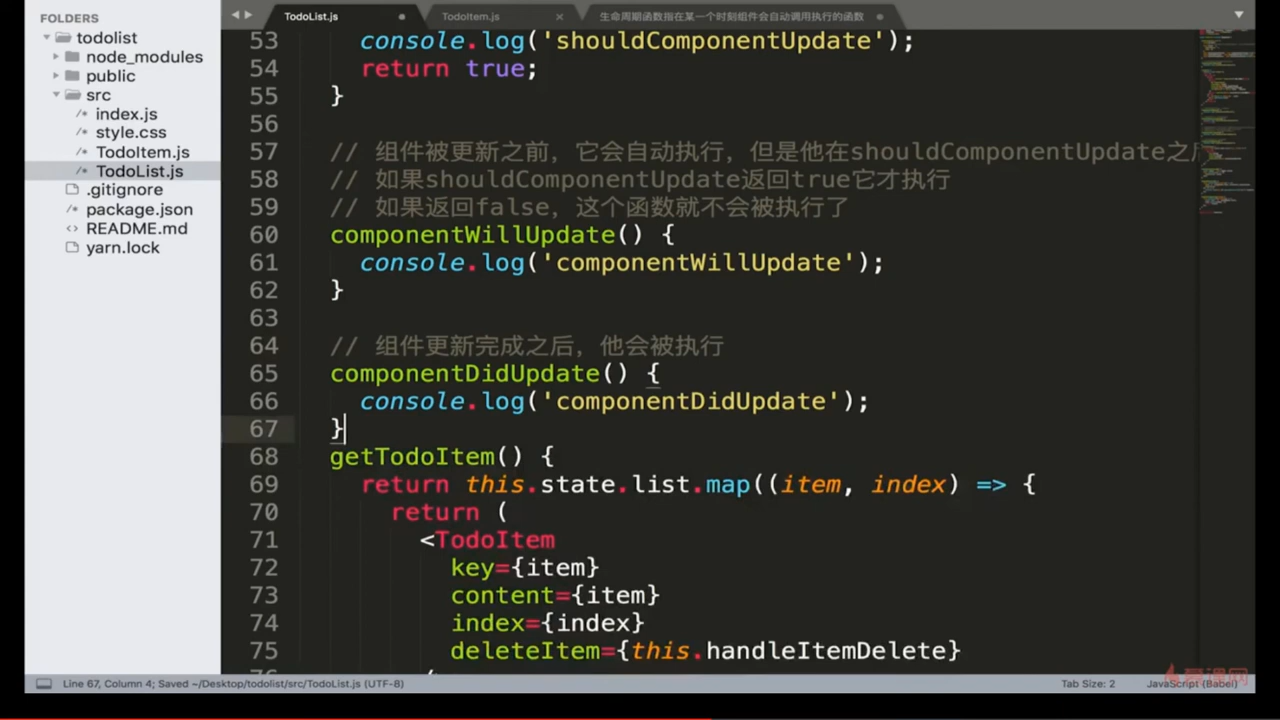 FOLDERS
todolist
node_modules
public
src
index.js
style.css
TodoItem.js
TodoList.js
.gitignore
package.json
README.md
yarn.lock
TodoList.js
TodoItem.js
生命周期函数指在某一个时刻组件会自动调用执行的函数
53 console.log('shouldComponentUpdate');
54 return true;
55 }
56
57 // 组件被更新之前，它会自动执行，但是他在shouldComponentUpdate之后
58 // 如果shouldComponentUpdate返回true它才执行
59 // 如果返回false，这个函数就不会被执行了
60 componentWillUpdate() {
61 console.log('componentWillUpdate');
62 }
63
64 // 组件更新完成之后，他会被执行
65 componentDidUpdate() {
66 console.log('componentDidUpdate');
67 }
68 getTodoItem() {
69 return this.state.list.map((item, index) => {
70 return (
71 <TodoItem
72 key={item}
73 content={item}
74 index={index}
75 deleteItem={this.handleItemDelete}
Line 67, Column 4; Saved ~/Desktop/todolist/src/TodoList.js (UTF-8)
Tab Size: 2
JavaScript (Babel)